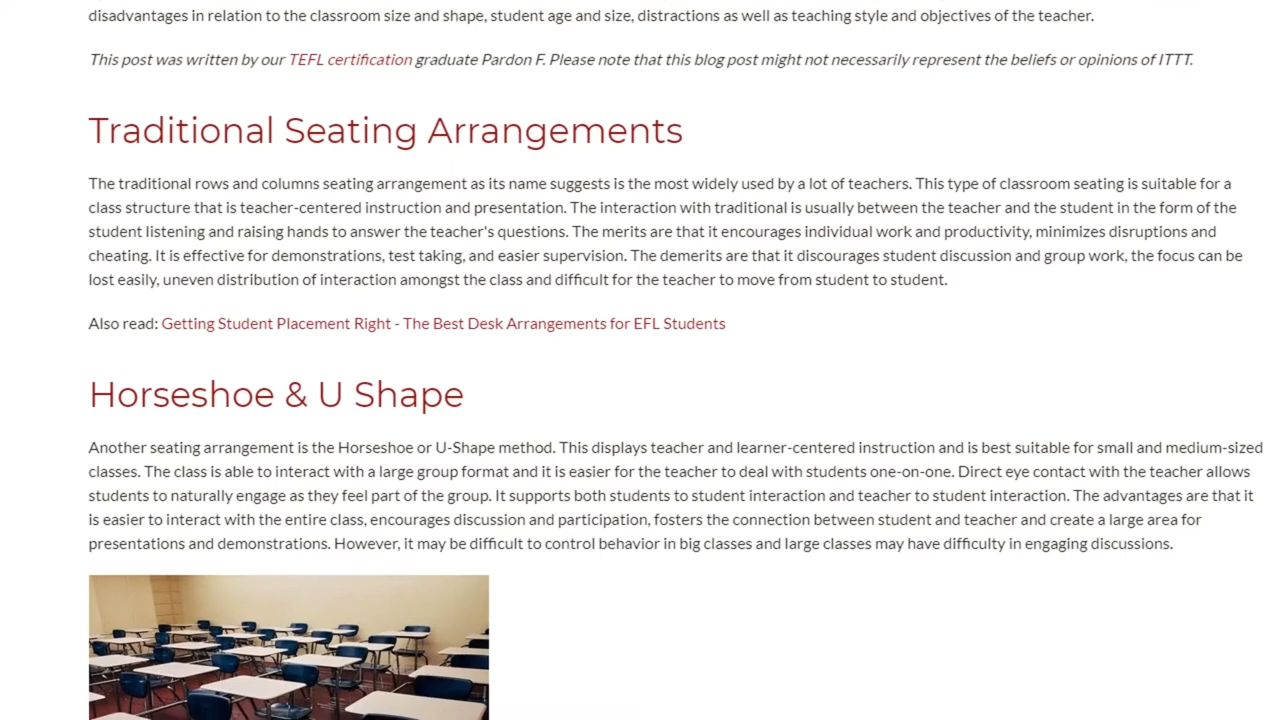 disadvantages in relation to the classroom size and shape, student age and size, distractions as well as teaching style and objectives of the teacher.
This post was written by our TEFL certification graduate Pardon F. Please note that this blog post might not necessarily represent the beliefs or opinions of ITTT.
Traditional Seating Arrangements
The traditional rows and columns seating arrangement as its name suggests is the most widely used by a lot of teachers. This type of classroom seating is suitable for a
class structure that is teacher-centered instruction and presentation. The interaction with traditional is usually between the teacher and the student in the form of the
student listening and raising hands to answer the teacher's questions. The merits are that it encourages individual work and productivity, minimizes disruptions and
cheating. It is effective for demonstrations, test taking, and easier supervision. The demerits are that it discourages student discussion and group work, the focus can be
lost easily, uneven distribution of interaction amongst the class and difficult for the teacher to move from student to student.
Also read: Getting Student Placement Right - The Best Desk Arrangements for EFL Students
Horseshoe & U Shape
Another seating arrangement is the Horseshoe or U-Shape method. This displays teacher and learner-centered instruction and is best suitable for small and medium-sized
classes. The class is able to interact with a large group format and it is easier for the teacher to deal with students one-on-one. Direct eye contact with the teacher allows
students to naturally engage as they feel part of the group. It supports both students to student interaction and teacher to student interaction. The advantages are that it
is easier to interact with the entire class, encourages discussion and participation, fosters the connection between student and teacher and create a large area for
presentations and demonstrations. However, it may be difficult to control behavior in big classes and large classes may have difficulty in engaging discussions.